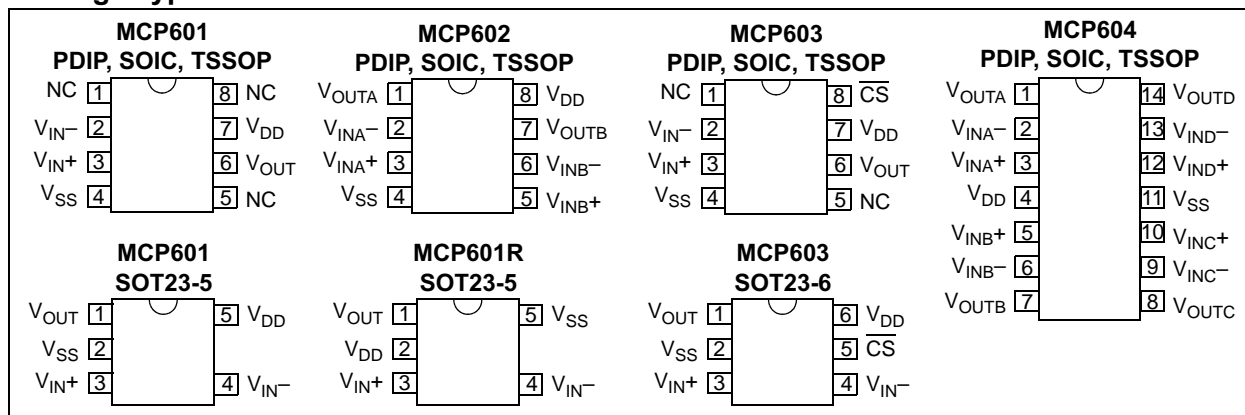 MCP601
PDIP, SOIC, TSSOP
NC 1
8 NC
VIN– 2
7 VDD
VIN+ 3
6 VOUT
VSS 4
5 NC
MCP602
PDIP, SOIC, TSSOP
VOUTA 1
8 VDD
VINA– 2
7 VOUTB
VINA+ 3
6 VINB–
VSS 4
5 VINB+
MCP603
PDIP, SOIC, TSSOP
NC 1
8 C̅S̅
VIN– 2
7 VDD
VIN+ 3
6 VOUT
VSS 4
5 NC
MCP604
PDIP, SOIC, TSSOP
VOUTA 1
14 VOUTD
VINA– 2
13 VIND–
VINA+ 3
12 VIND+
VDD 4
11 VSS
VINB+ 5
10 VINC+
VINB– 6
9 VINC–
VOUTB 7
8 VOUTC
MCP601
SOT23-5
VOUT 1
5 VDD
VSS 2
VIN+ 3
4 VIN–
MCP601R
SOT23-5
VOUT 1
5 VSS
VDD 2
VIN+ 3
4 VIN–
MCP603
SOT23-6
VOUT 1
6 VDD
VSS 2
5 C̅S̅
VIN+ 3
4 VIN–